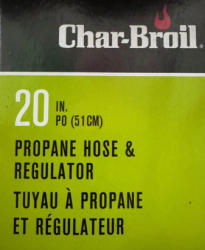 Char-Broil
20 IN.
PO (51CM)
PROPANE HOSE &
REGULATOR
TUYAU À PROPANE
ET RÉGULATEUR